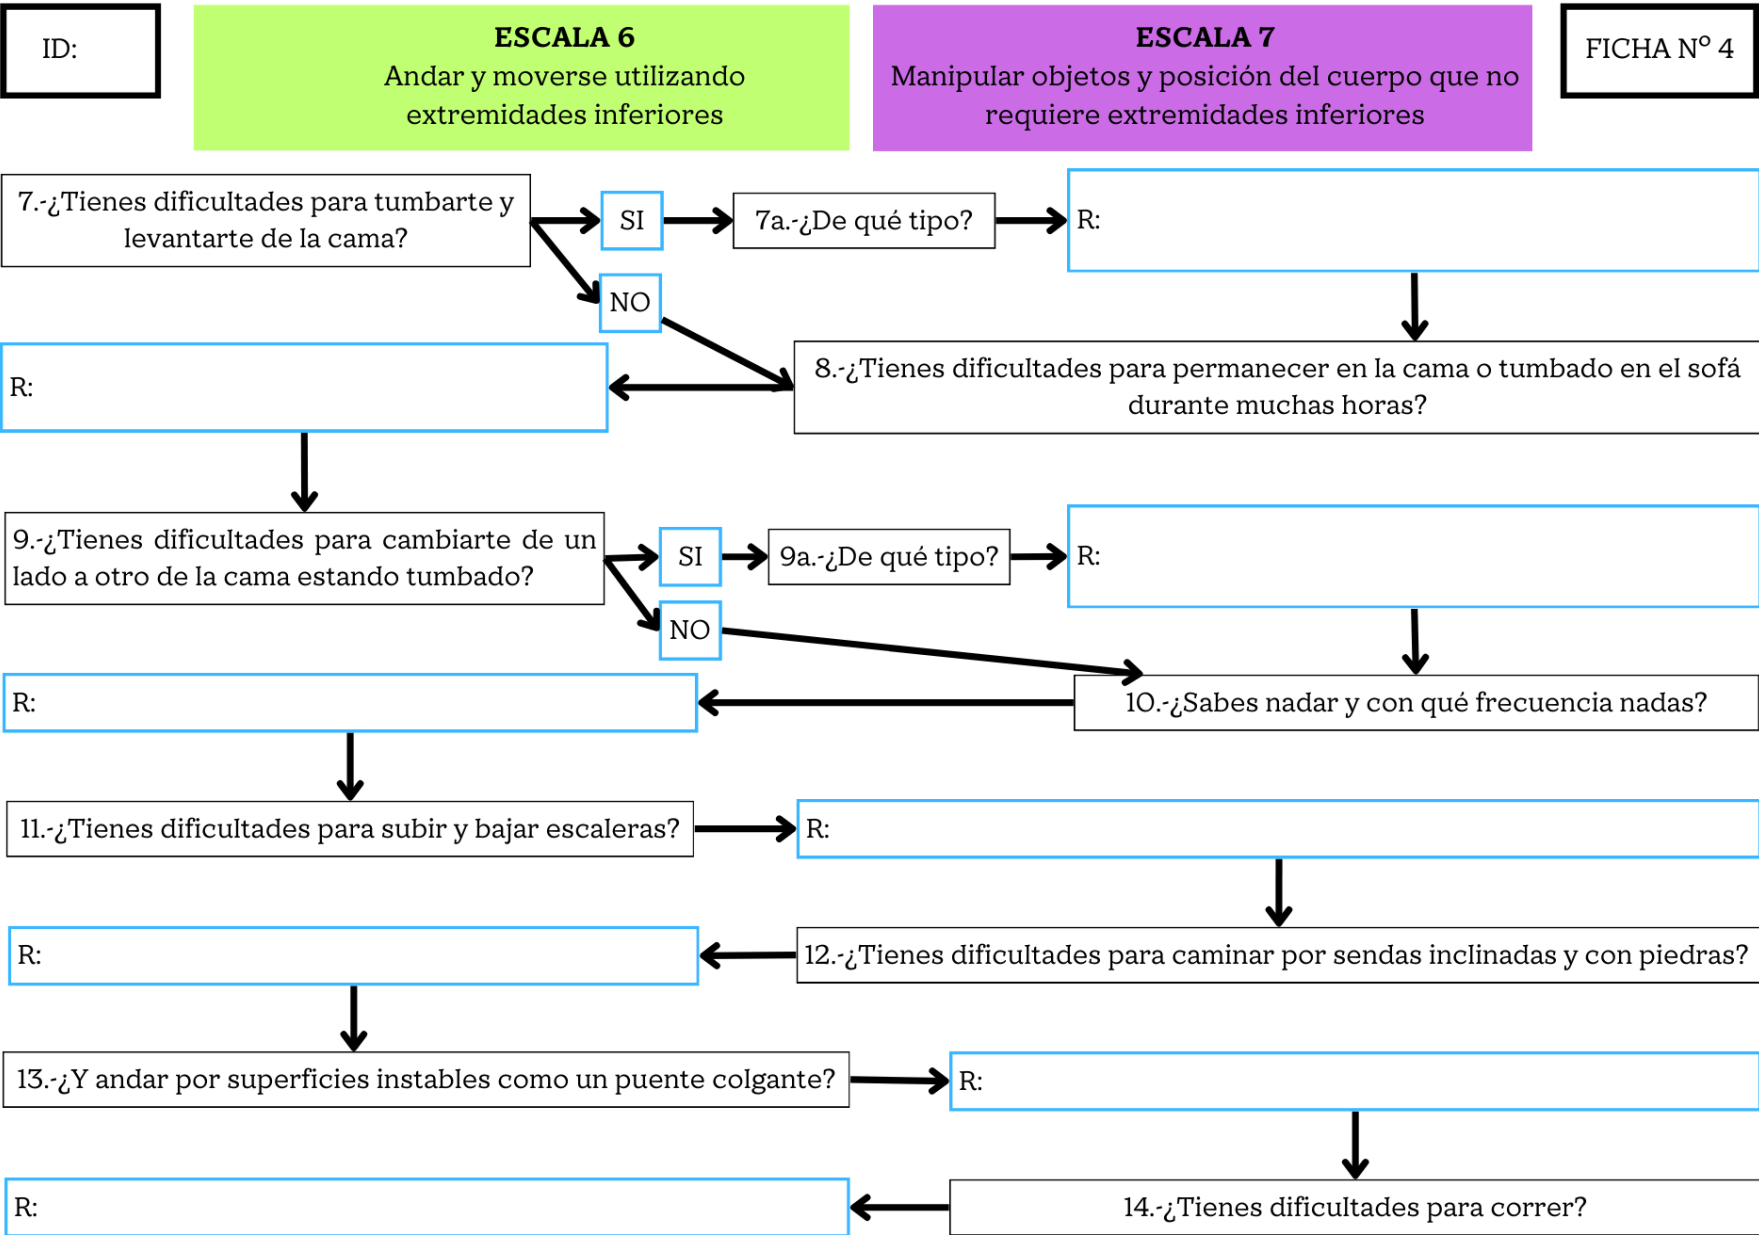 ID:
ESCALA 6
Andar y moverse utilizando
extremidades inferiores
ESCALA 7
Manipular objetos y posición del cuerpo que no
requiere extremidades inferiores
FICHA Nº 4
7.-¿Tienes dificultades para tumbarte y
levantarte de la cama?
SI
7a.-¿De qué tipo?
R:
NO
8.-¿Tienes dificultades para permanecer en la cama o tumbado en el sofá
durante muchas horas?
R:
9.-¿Tienes dificultades para cambiarte de un
lado a otro de la cama estando tumbado?
SI
9a.-¿De qué tipo?
R:
NO
10.-¿Sabes nadar y con qué frecuencia nadas?
R:
11.-¿Tienes dificultades para subir y bajar escaleras?
R:
12.-¿Tienes dificultades para caminar por sendas inclinadas y con piedras?
R:
13.-¿Y andar por superficies instables como un puente colgante?
R:
14.-¿Tienes dificultades para correr?
R: